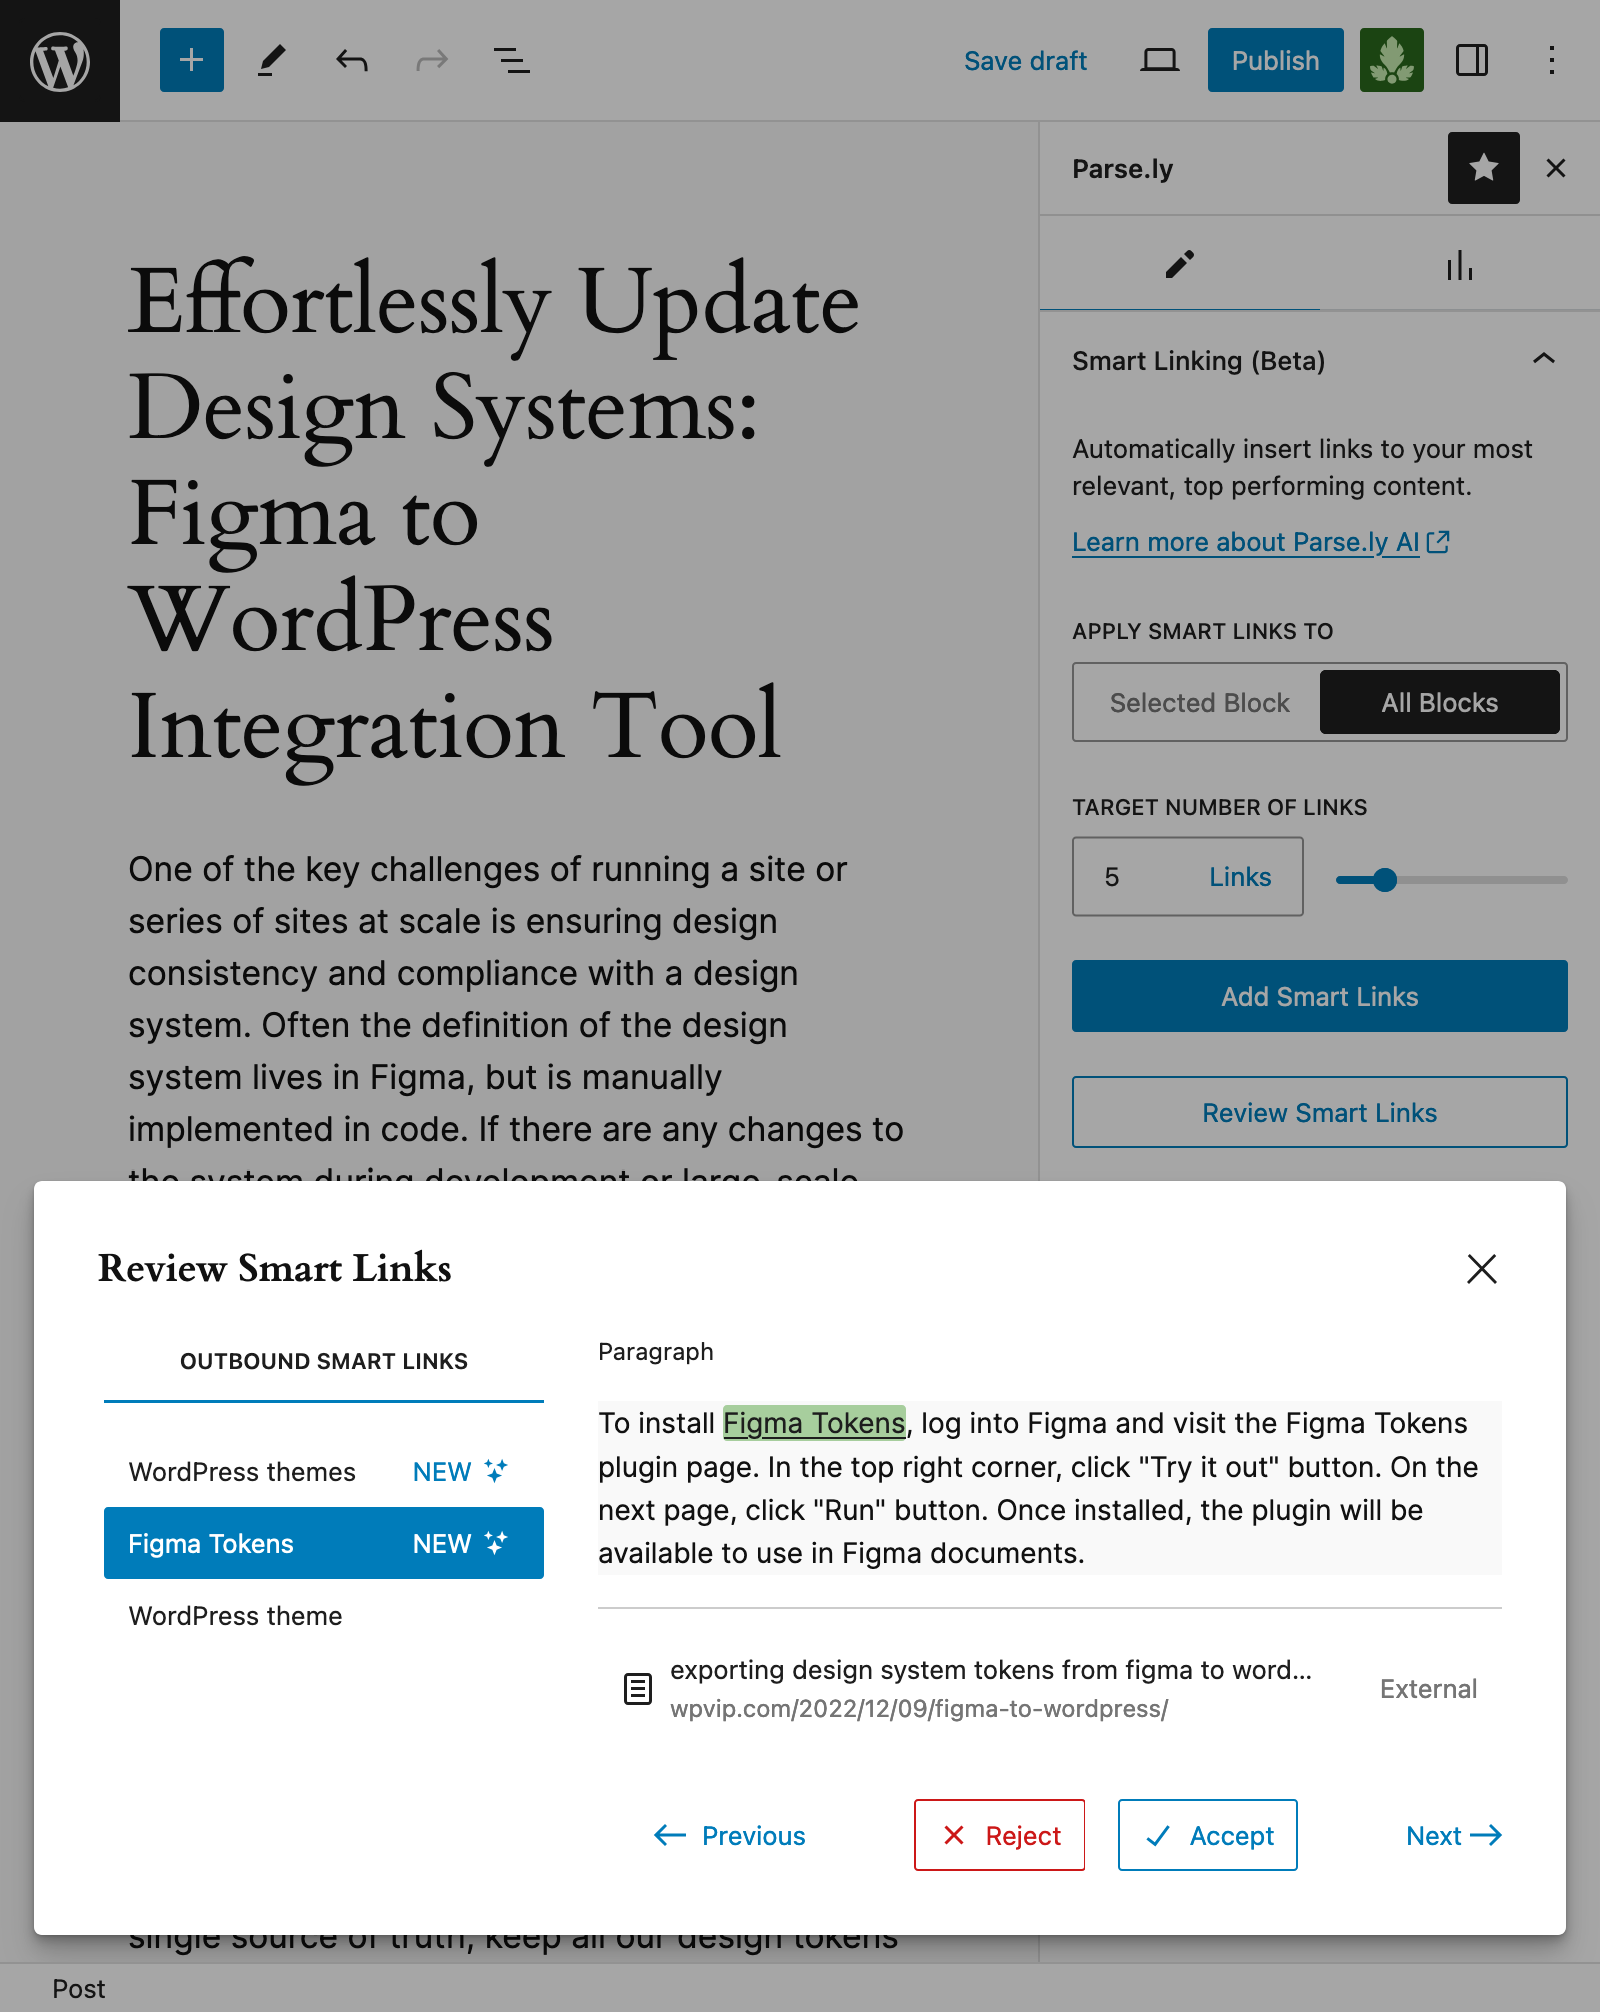 Save draft
Publish
Parse.ly
Effortlessly Update
Design Systems:
Figma to
WordPress
Integration Tool
One of the key challenges of running a site or
series of sites at scale is ensuring design
consistency and compliance with a design
system. Often the definition of the design
system lives in Figma, but is manually
implemented in code. If there are any changes to
the system during development or large-scale
Smart Linking (Beta)
Automatically insert links to your most
relevant, top performing content.
Learn more about Parse.ly AI
APPLY SMART LINKS TO
Selected Block
All Blocks
TARGET NUMBER OF LINKS
5 Links
Add Smart Links
Review Smart Links
Review Smart Links
OUTBOUND SMART LINKS
WordPress themes NEW
Figma Tokens NEW
WordPress theme
Paragraph
To install Figma Tokens, log into Figma and visit the Figma Tokens
plugin page. In the top right corner, click "Try it out" button. On the
next page, click "Run" button. Once installed, the plugin will be
available to use in Figma documents.
exporting design system tokens from figma to word...
wpvip.com/2022/12/09/figma-to-wordpress/
External
Previous
Reject
Accept
Next
single source of truth, keep all our design tokens
Post